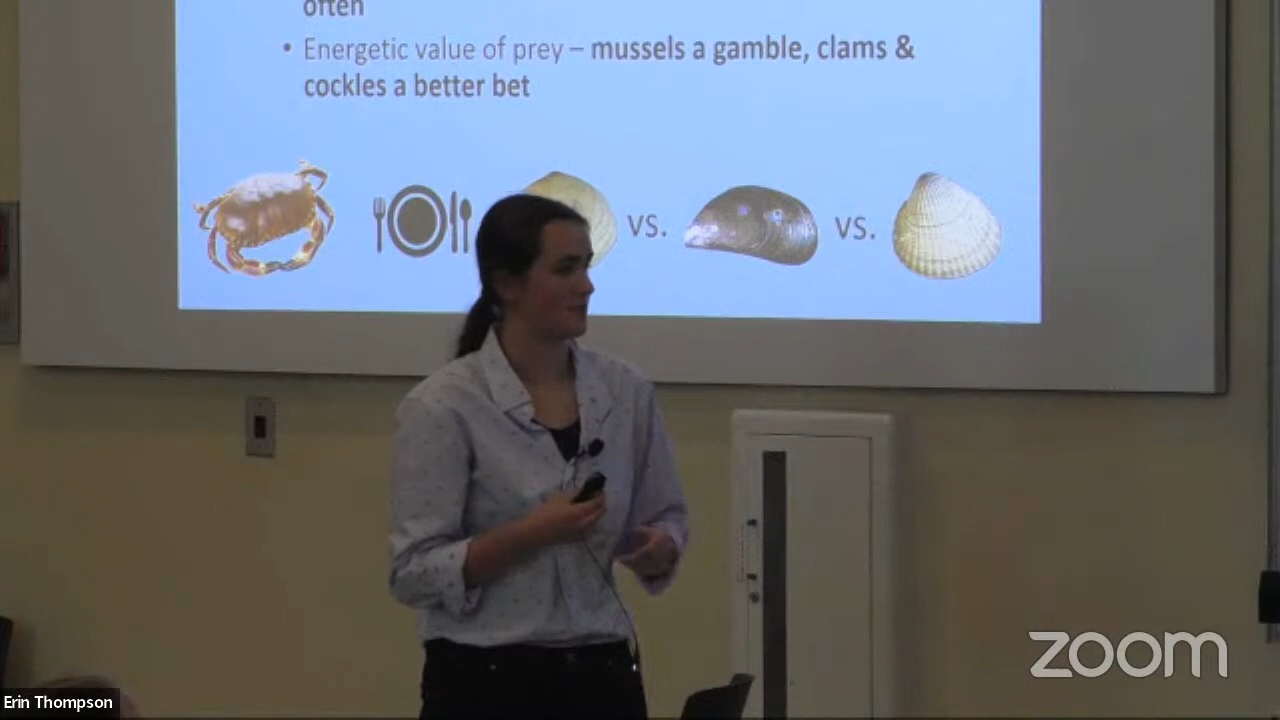 often
• Energetic value of prey – mussels a gamble, clams &
cockles a better bet
vs.
vs.
zoom
Erin Thompson